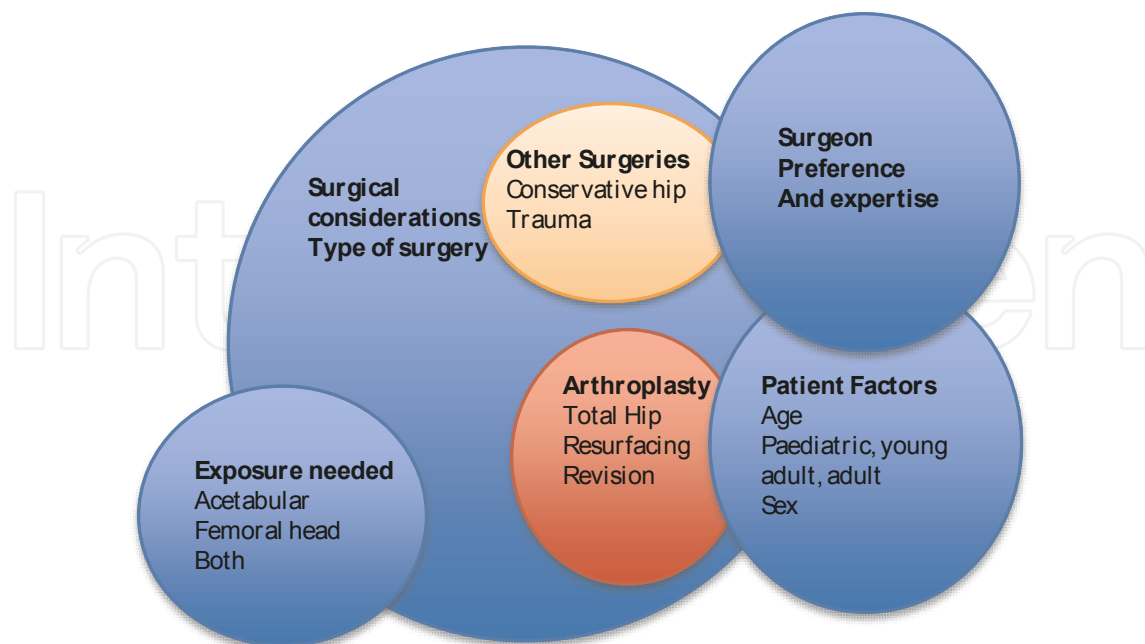 Surgical
considerations
Type of surgery
Other Surgeries
Conservative hip
Trauma
Surgeon
Preference
And expertise
Arthroplasty
Total Hip
Resurfacing
Revision
Patient Factors
Age
Paediatric, young
adult, adult
Sex
Exposure needed
Acetabular
Femoral head
Both